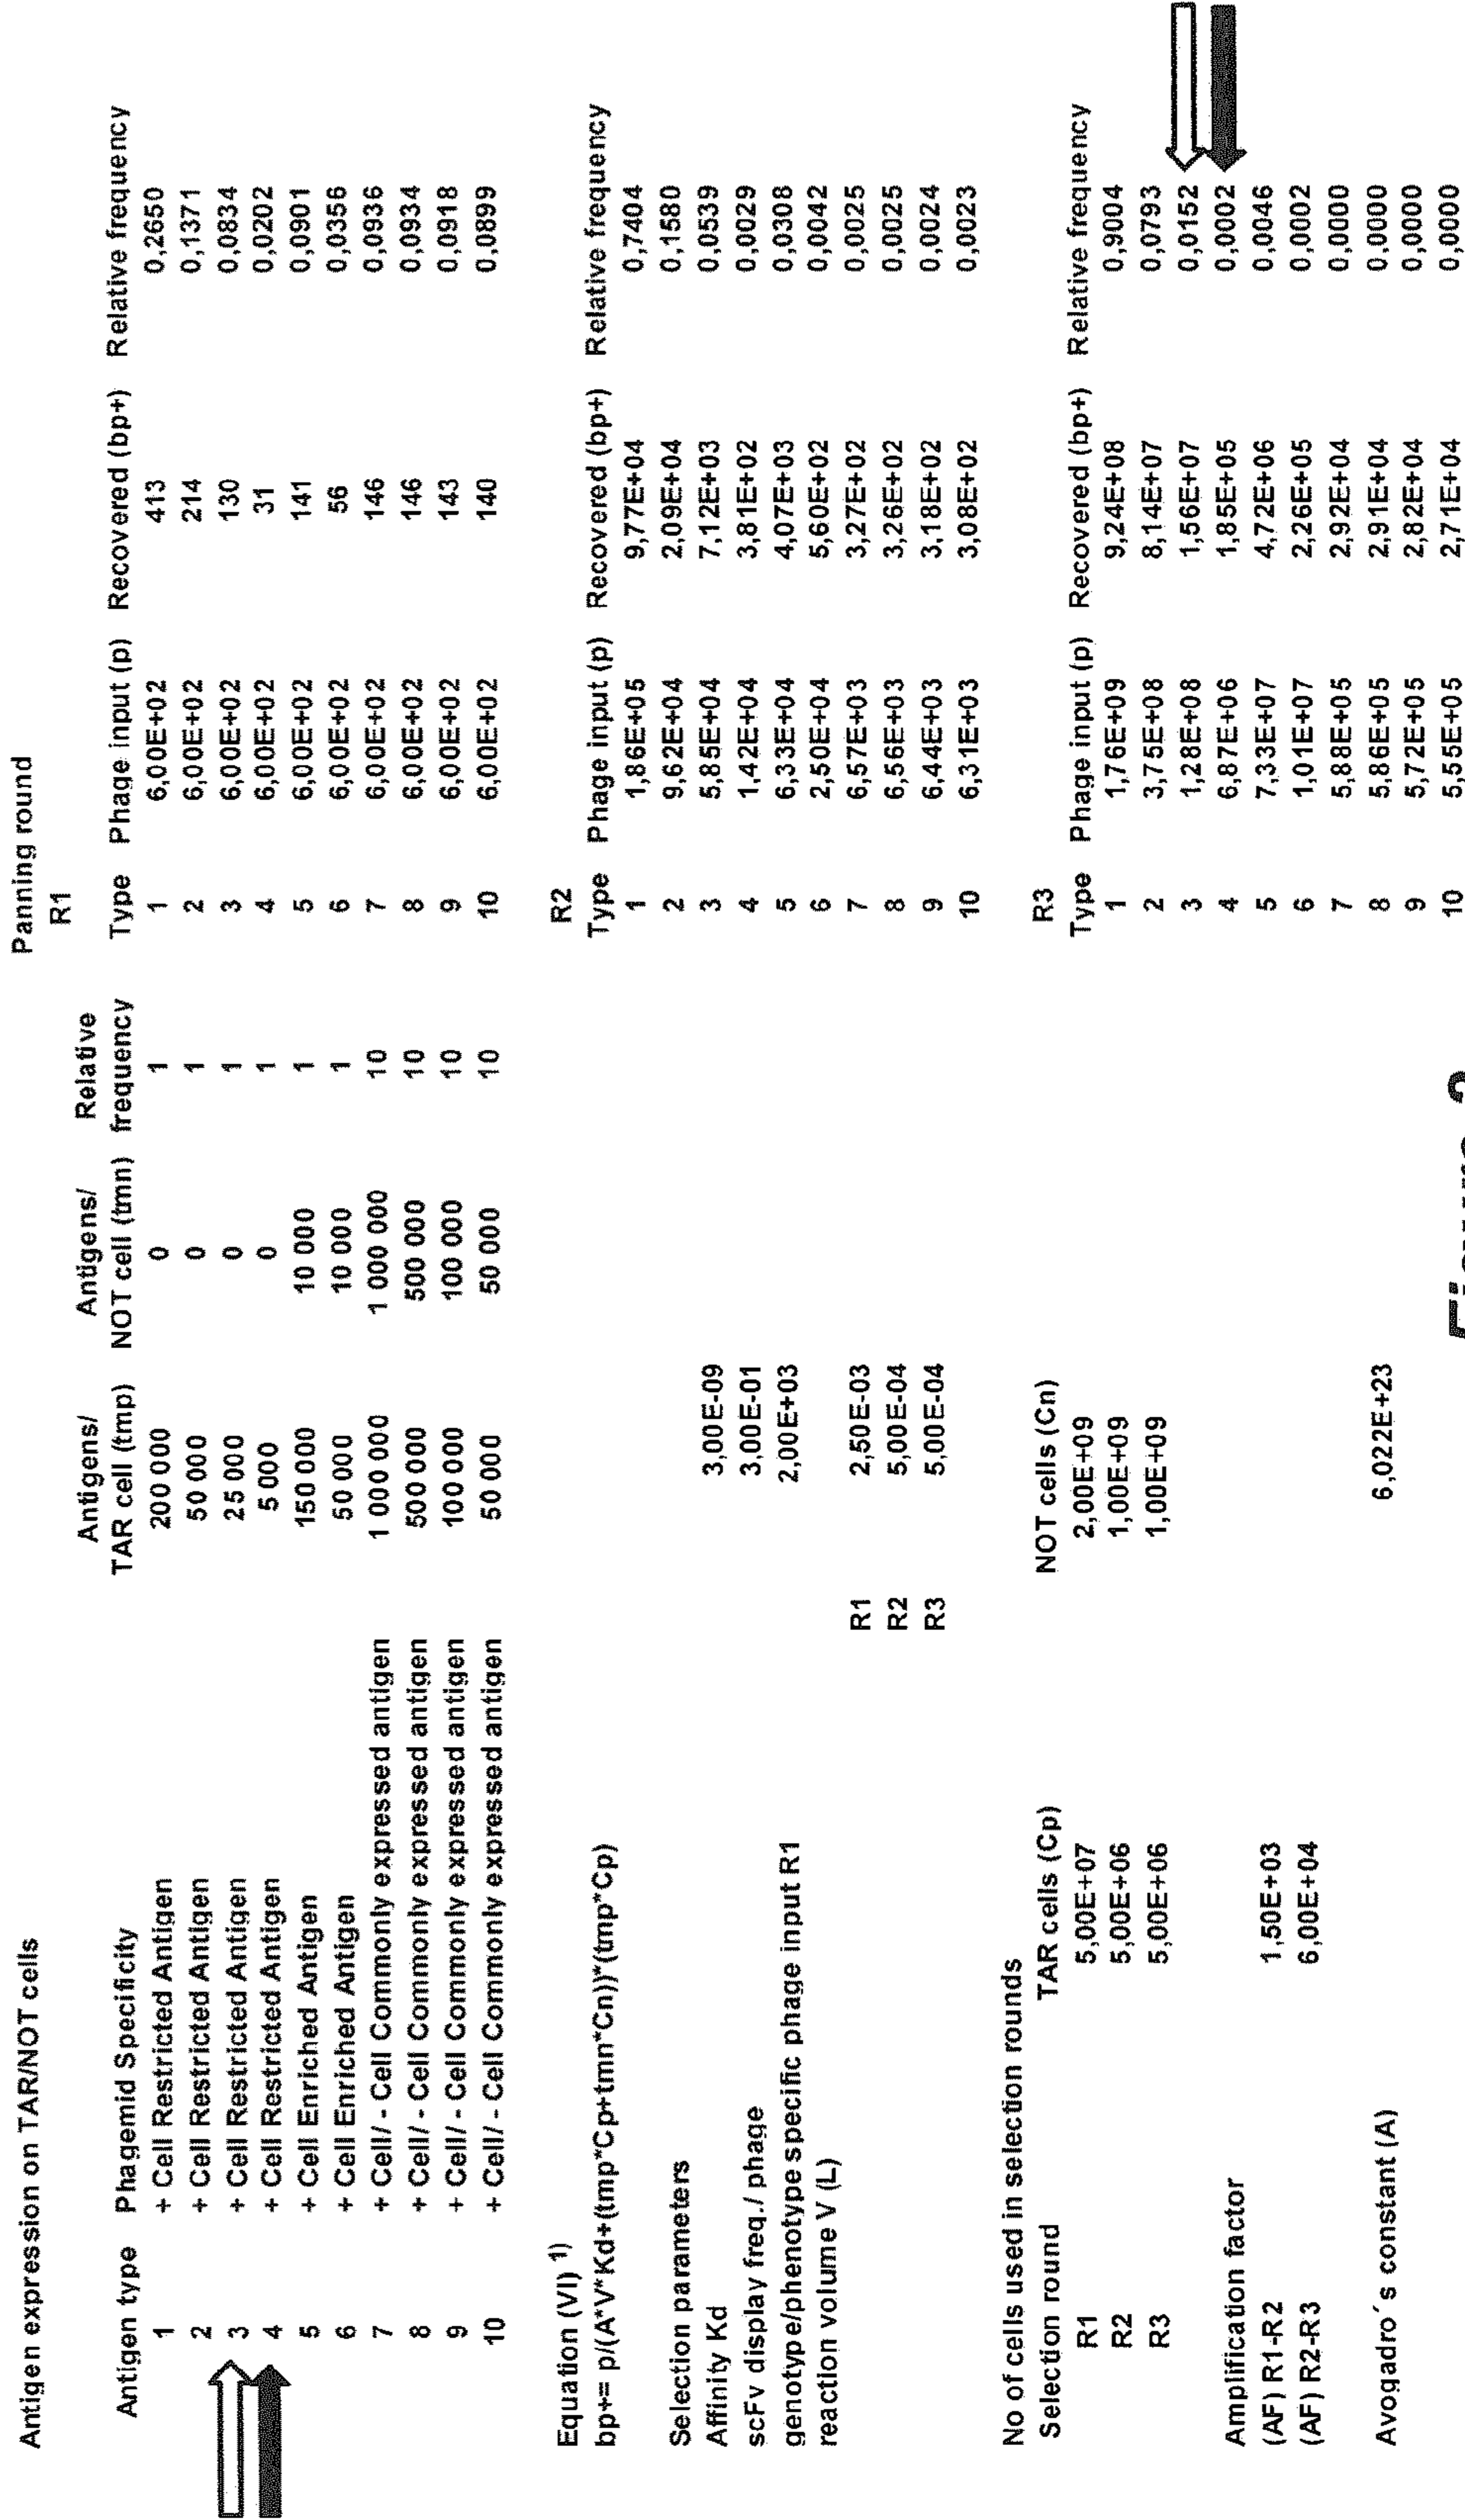 Antigen expression on TAR/NOT cells
Antigen type Phagemid Specificity Antigens/ TAR cell (tmp) Antigens/ NOT cell (tmn) Relative frequency
1 + Cell Restricted Antigen 200 000 0 1
2 + Cell Restricted Antigen 50 000 0 1
3 + Cell Restricted Antigen 25 000 0 1
4 + Cell Restricted Antigen 5 000 0 1
5 + Cell Enriched Antigen 150 000 10 000 1
6 + Cell Enriched Antigen 50 000 10 000 1
7 + Cell/ - Cell Commonly expressed antigen 1 000 000 1 000 000 10
8 + Cell/ - Cell Commonly expressed antigen 500 000 500 000 10
9 + Cell/ - Cell Commonly expressed antigen 100 000 100 000 10
10 + Cell/ - Cell Commonly expressed antigen 50 000 50 000 10
Equation (VI) 1)
bp+= p/(A*V*Kd+(tmp*Cp+tmn*Cn))*(tmp*Cp)
Selection parameters
Affinity Kd 3,00E-09
scFv display freq./ phage 3,00E-01
genotype/phenotype specific phage input R1 2,00E+03
reaction volume V (L)
R1 2,50E-03
R2 5,00E-04
R3 5,00E-04
No of cells used in selection rounds
Selection round TAR cells (Cp) NOT cells (Cn)
R1 5,00E+07 2,00E+09
R2 5,00E+06 1,00E+09
R3 5,00E+06 1,00E+09
Amplification factor
(AF) R1-R2 1,50E+03
(AF) R2-R3 6,00E+04
Avogadro´s constant (A) 6,022E+23
Panning round
R1
Type Phage input (p) Recovered (bp+) Relative frequency
1 6,00E+02 413 0,2650
2 6,00E+02 214 0,1371
3 6,00E+02 130 0,0834
4 6,00E+02 31 0,0202
5 6,00E+02 141 0,0901
6 6,00E+02 56 0,0356
7 6,00E+02 146 0,0936
8 6,00E+02 146 0,0934
9 6,00E+02 143 0,0918
10 6,00E+02 140 0,0899
R2
Type Phage input (p) Recovered (bp+) Relative frequency
1 1,86E+05 9,77E+04 0,7404
2 9,62E+04 2,09E+04 0,1580
3 5,85E+04 7,12E+03 0,0539
4 1,42E+04 3,81E+02 0,0029
5 6,33E+04 4,07E+03 0,0308
6 2,50E+04 5,60E+02 0,0042
7 6,57E+03 3,27E+02 0,0025
8 6,56E+03 3,26E+02 0,0025
9 6,44E+03 3,18E+02 0,0024
10 6,31E+03 3,08E+02 0,0023
R3
Type Phage input (p) Recovered (bp+) Relative frequency
1 1,76E+09 9,24E+08 0,9004
2 3,75E+08 8,14E+07 0,0793
3 1,28E+08 1,56E+07 0,0152
4 6,87E+06 1,85E+05 0,0002
5 7,33E+07 4,72E+06 0,0046
6 1,01E+07 2,26E+05 0,0002
7 5,88E+05 2,92E+04 0,0000
8 5,86E+05 2,91E+04 0,0000
9 5,72E+05 2,82E+04 0,0000
10 5,55E+05 2,71E+04 0,0000
Figure